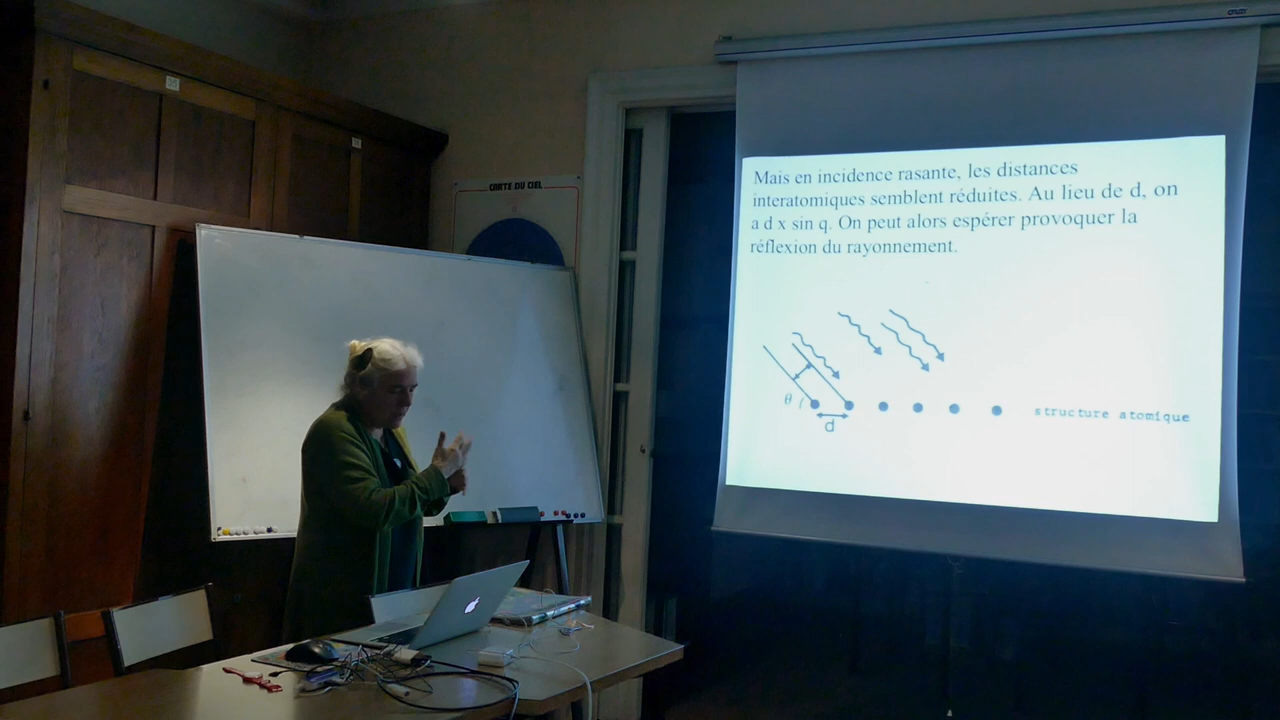 CARTE DU CIEL
Mais en incidence rasante, les distances
interatomiques semblent réduites. Au lieu de d, on
a d x sin q. On peut alors espérer provoquer la
réflexion du rayonnement.
θ
d
structure atomique